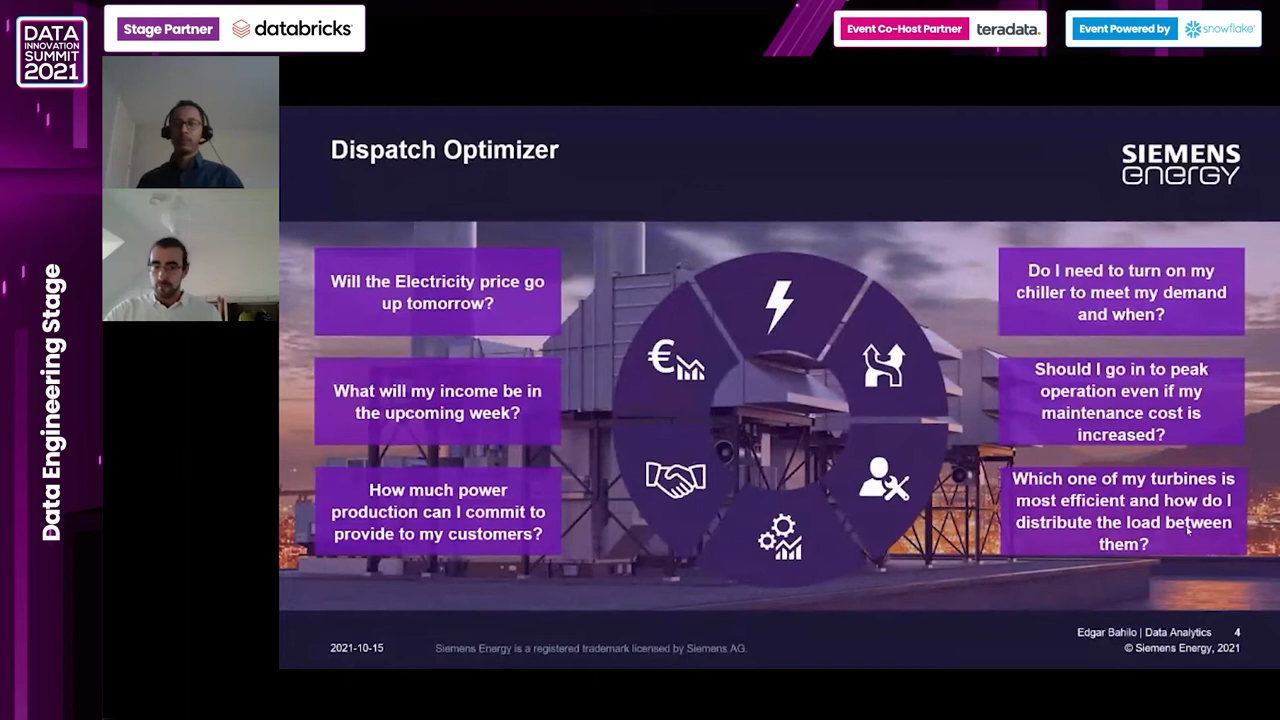 DATA
INNOVATION
SUMMIT
2021
Stage Partner
databricks
Event Co-Host Partner
teradata.
Event Powered by
snowflake
Data Engineering Stage
Dispatch Optimizer
SIEMENS
energy
Will the Electricity price go
up tomorrow?
What will my income be in
the upcoming week?
How much power
production can I commit to
provide to my customers?
€
Do I need to turn on my
chiller to meet my demand
and when?
Should I go in to peak
operation even if my
maintenance cost is
increased?
Which one of my turbines is
most efficient and how do I
distribute the load between
them?
2021-10-15
Siemens Energy is a registered trademark licensed by Siemens AG.
Edgar Bahilo | Data Analytics 4
© Siemens Energy, 2021